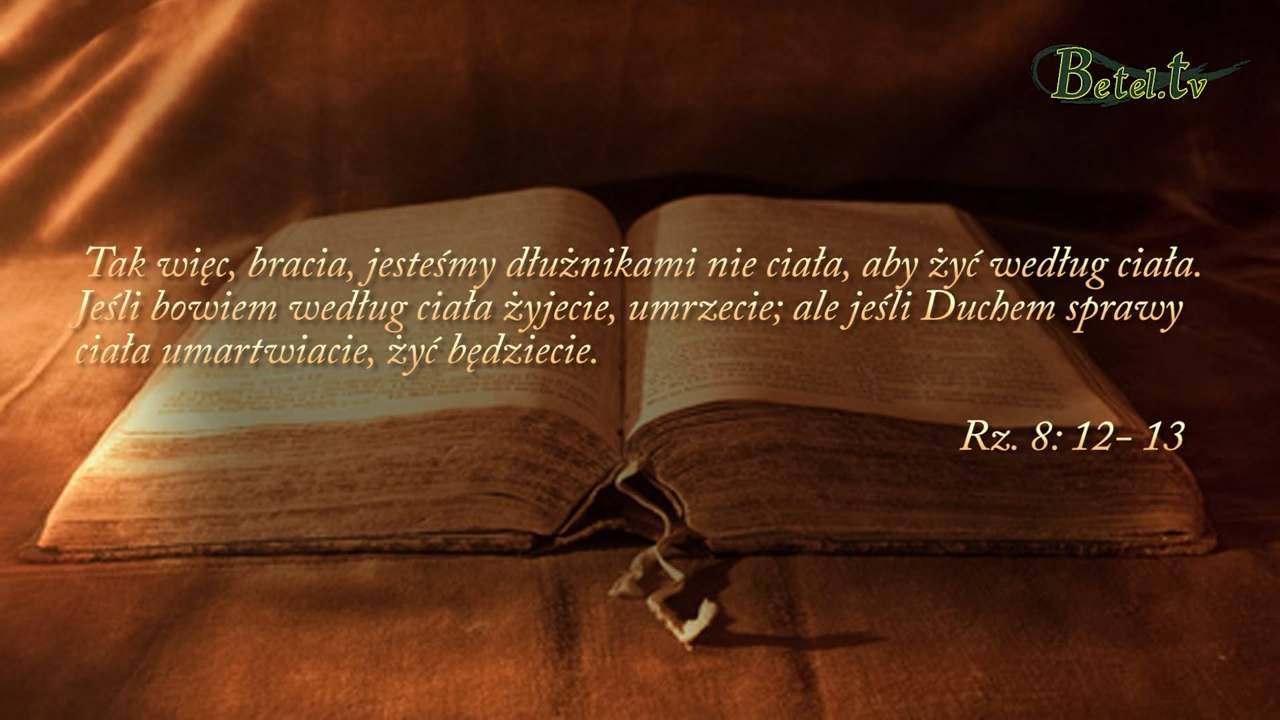 Betel.tv
Tak więc, bracia, jesteśmy dłużnikami nie ciała, aby żyć według ciała.
Jeśli bowiem według ciała żyjecie, umrzecie; ale jeśli Duchem sprawy
ciała umartwiacie, żyć będziecie.
Rz. 8: 12- 13